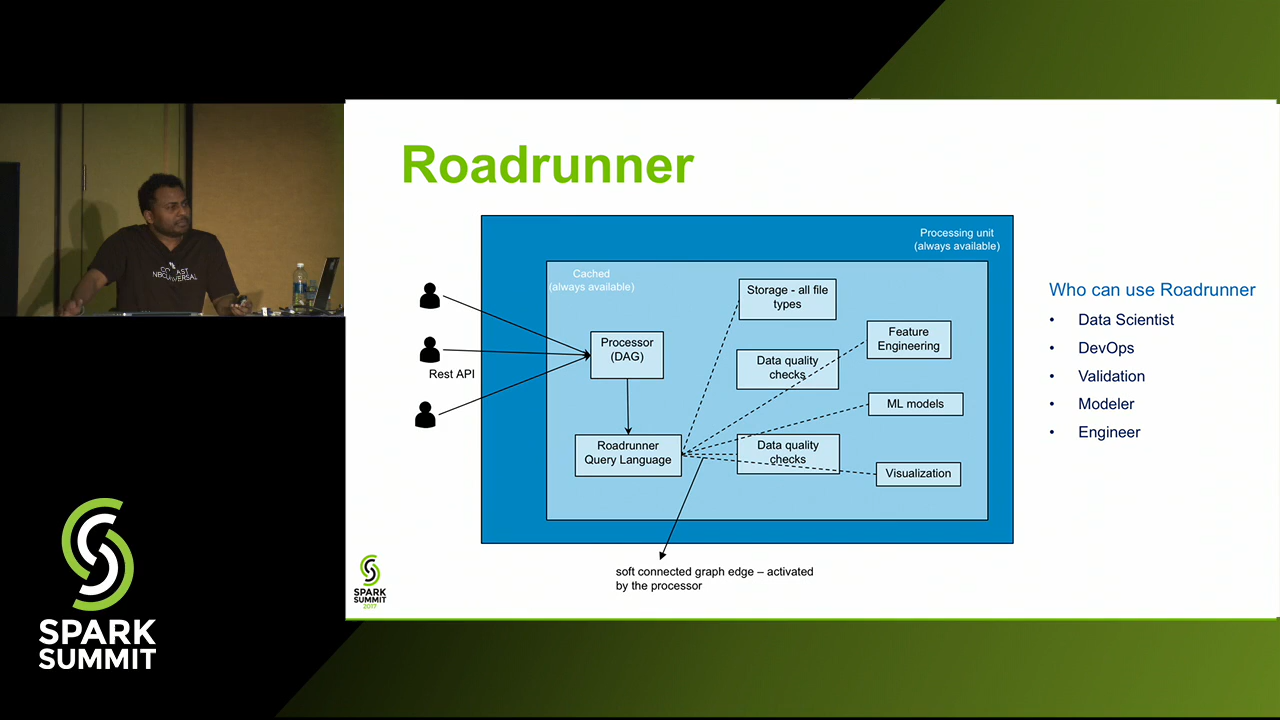 Roadrunner
Processing unit
(always available)
Cached
(always available)
Storage - all file
types
Feature
Engineering
Processor
(DAG)
Data quality
checks
Rest API
ML models
Roadrunner
Query Language
Data quality
checks
Visualization
soft connected graph edge – activated
by the processor
Who can use Roadrunner
• Data Scientist
• DevOps
• Validation
• Modeler
• Engineer
SPARK
SUMMIT
2017
COMCAST
NBCUNIVERSAL
SPARK
SUMMIT